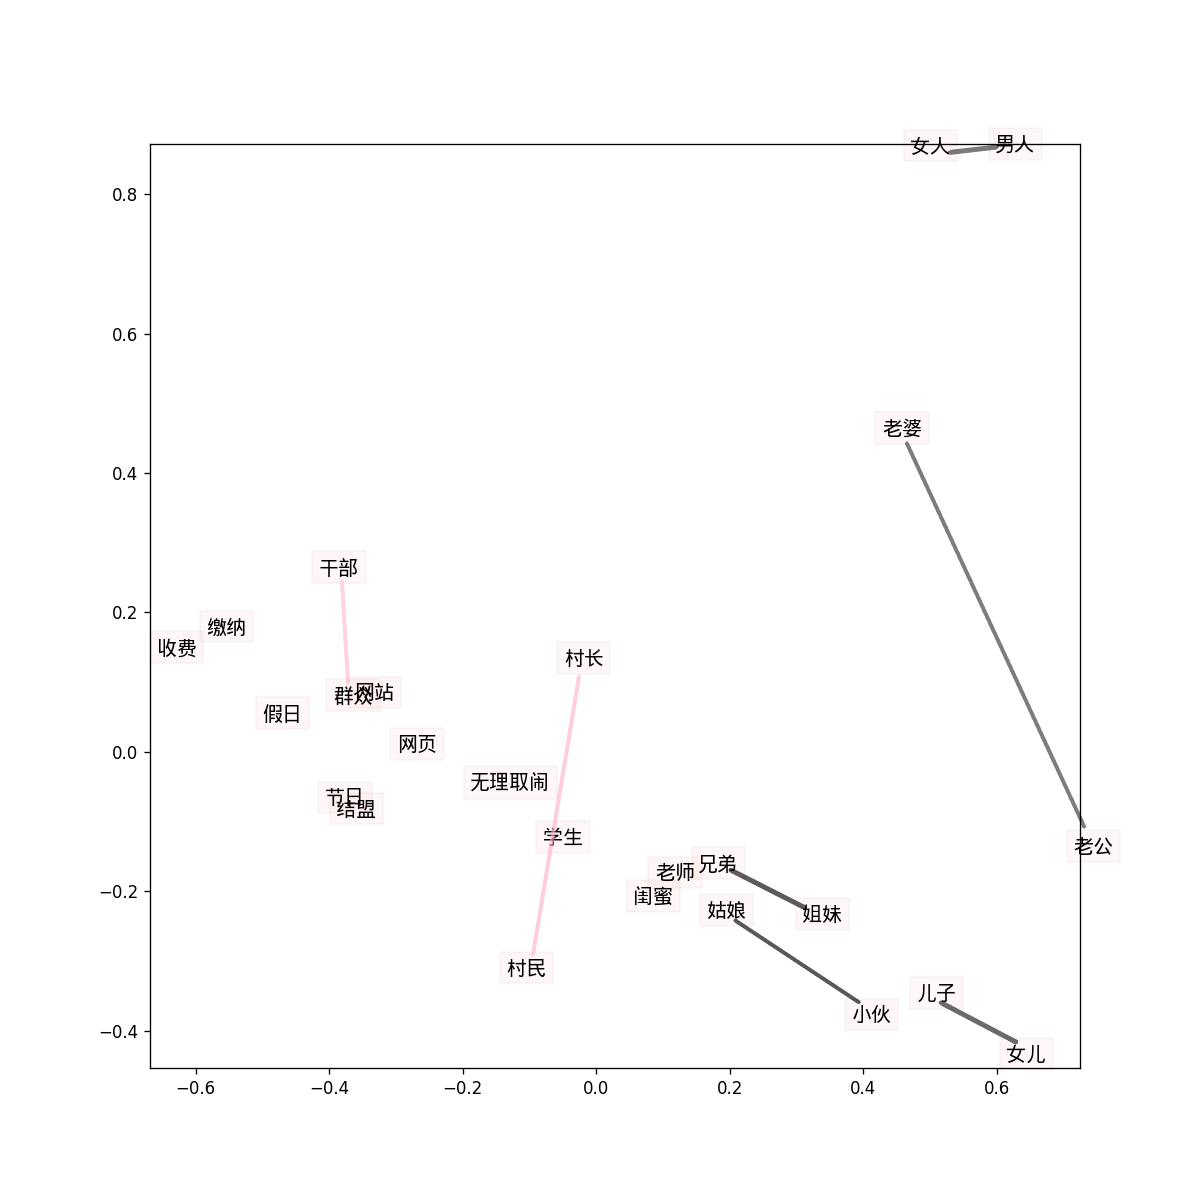 女人
男人
0.8
0.6
老婆
0.4
干部
0.2
缴纳
收费
村长
群众
网站
假日
网页
0.0
无理取闹
节日
结盟
学生
老公
兄弟
老师
−0.2
闺蜜
姑娘
姐妹
村民
儿子
小伙
−0.4
女儿
−0.6
−0.4
−0.2
0.0
0.2
0.4
0.6